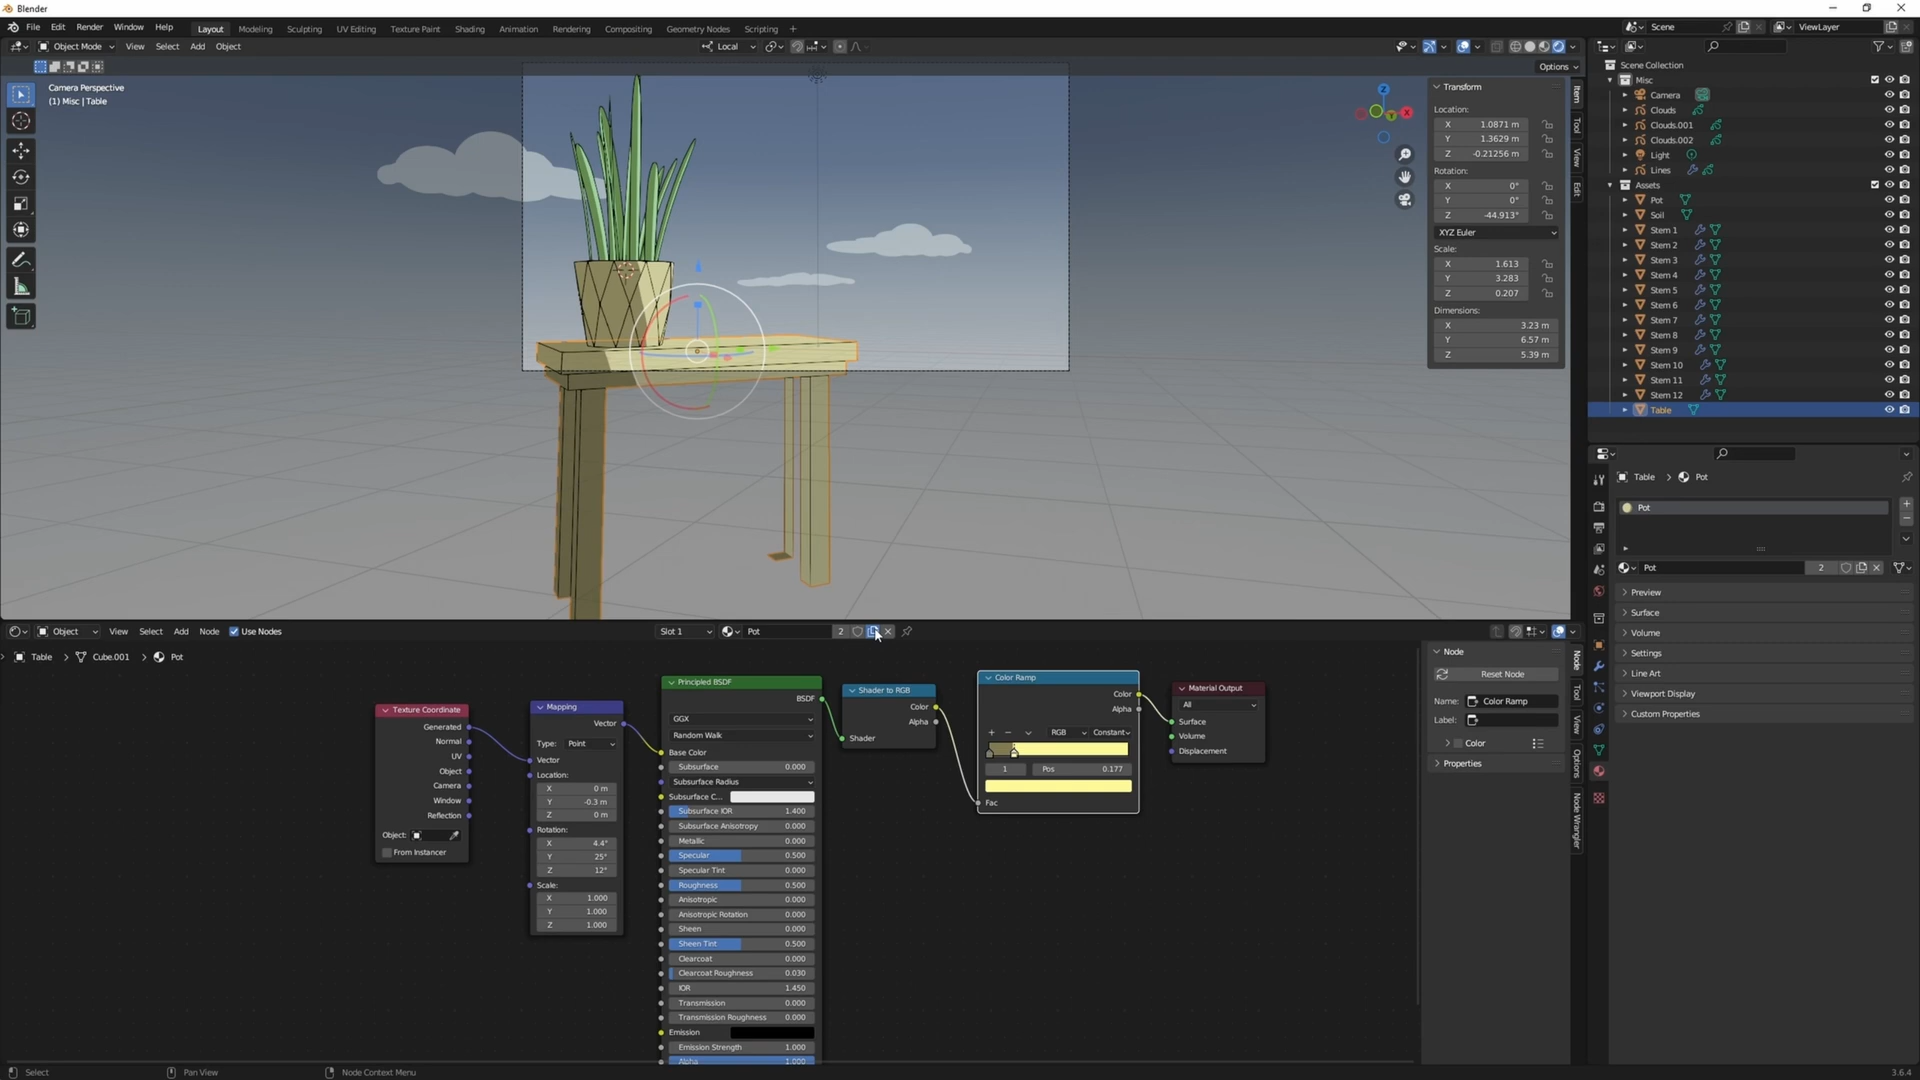 Blender
File Edit Render Window Help Layout Modeling Sculpting UV Editing Texture Paint Shading Animation Rendering Compositing Geometry Nodes Scripting + Scene ViewLayer
Object Mode View Select Add Object Local
Options
Camera Perspective
(1) Misc | Table
Z
X
Y
Item
Tool
View
Edit
Transform
Location:
X 1.0871 m
Y 1.3629 m
Z -0.21256 m
Rotation:
X 0°
Y 0°
Z -44.913°
XYZ Euler
Scale:
X 1.613
Y 3.283
Z 0.207
Dimensions:
X 3.23 m
Y 6.57 m
Z 5.39 m
Scene Collection
Misc
Camera
Clouds
Clouds.001
Clouds.002
Light
Lines
Assets
Pot
Soil
Stem 1
Stem 2
Stem 3
Stem 4
Stem 5
Stem 6
Stem 7
Stem 8
Stem 9
Stem 10
Stem 11
Stem 12
Table
Table > Pot
Pot
Pot 2
Preview
Surface
Volume
Settings
Line Art
Viewport Display
Custom Properties
Object View Select Add Node Use Nodes Slot 1 Pot 2
Table > Cube.001 > Pot
Texture Coordinate
Generated
Normal
UV
Object
Camera
Window
Reflection
Object:
From Instancer
Mapping
Vector
Type: Point
Vector
Location:
X 0 m
Y -0.3 m
Z 0 m
Rotation:
X 4.4°
Y 25°
Z 12°
Scale:
X 1.000
Y 1.000
Z 1.000
Principled BSDF
BSDF
GGX
Random Walk
Base Color
Subsurface 0.000
Subsurface Radius
Subsurface C...
Subsurface IOR 1.400
Subsurface Anisotropy 0.000
Metallic 0.000
Specular 0.500
Specular Tint 0.000
Roughness 0.500
Anisotropic 0.000
Anisotropic Rotation 0.000
Sheen 0.000
Sheen Tint 0.500
Clearcoat 0.000
Clearcoat Roughness 0.030
IOR 1.450
Transmission 0.000
Transmission Roughness 0.000
Emission
Emission Strength 1.000
Alpha 1.000
Shader to RGB
Color
Alpha
Shader
Color Ramp
Color
Alpha
+ − RGB Constant
1 Pos 0.177
Fac
Material Output
All
Surface
Volume
Displacement
Node
Reset Node
Name: Color Ramp
Label:
Color
Properties
Node
Tool
View
Options
Node Wrangler
Select Pan View Node Context Menu 3.6.4